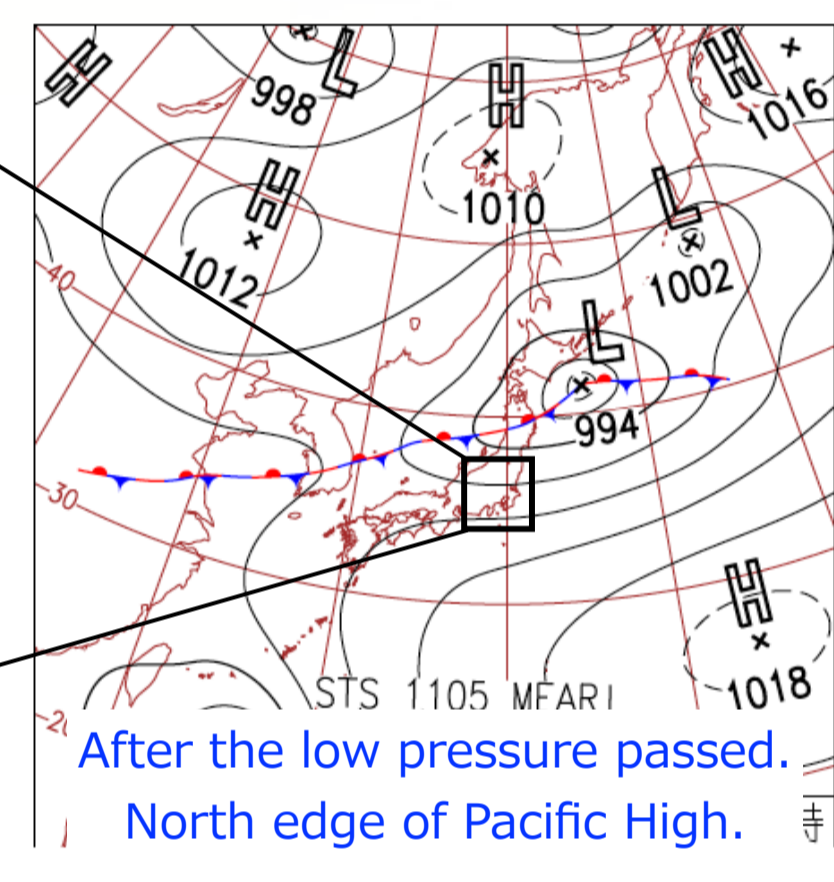 H
L
998
H
H
1016
H
1012
1010
L
1002
40
L
994
30
H
1018
STS 1105 MEARI
After the low pressure passed.
North edge of Pacific High.